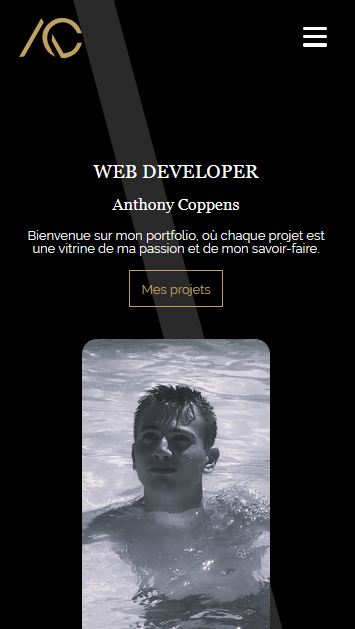 AC
WEB DEVELOPER
Anthony Coppens
Bienvenue sur mon portfolio, où chaque projet est
une vitrine de ma passion et de mon savoir-faire.
Mes projets